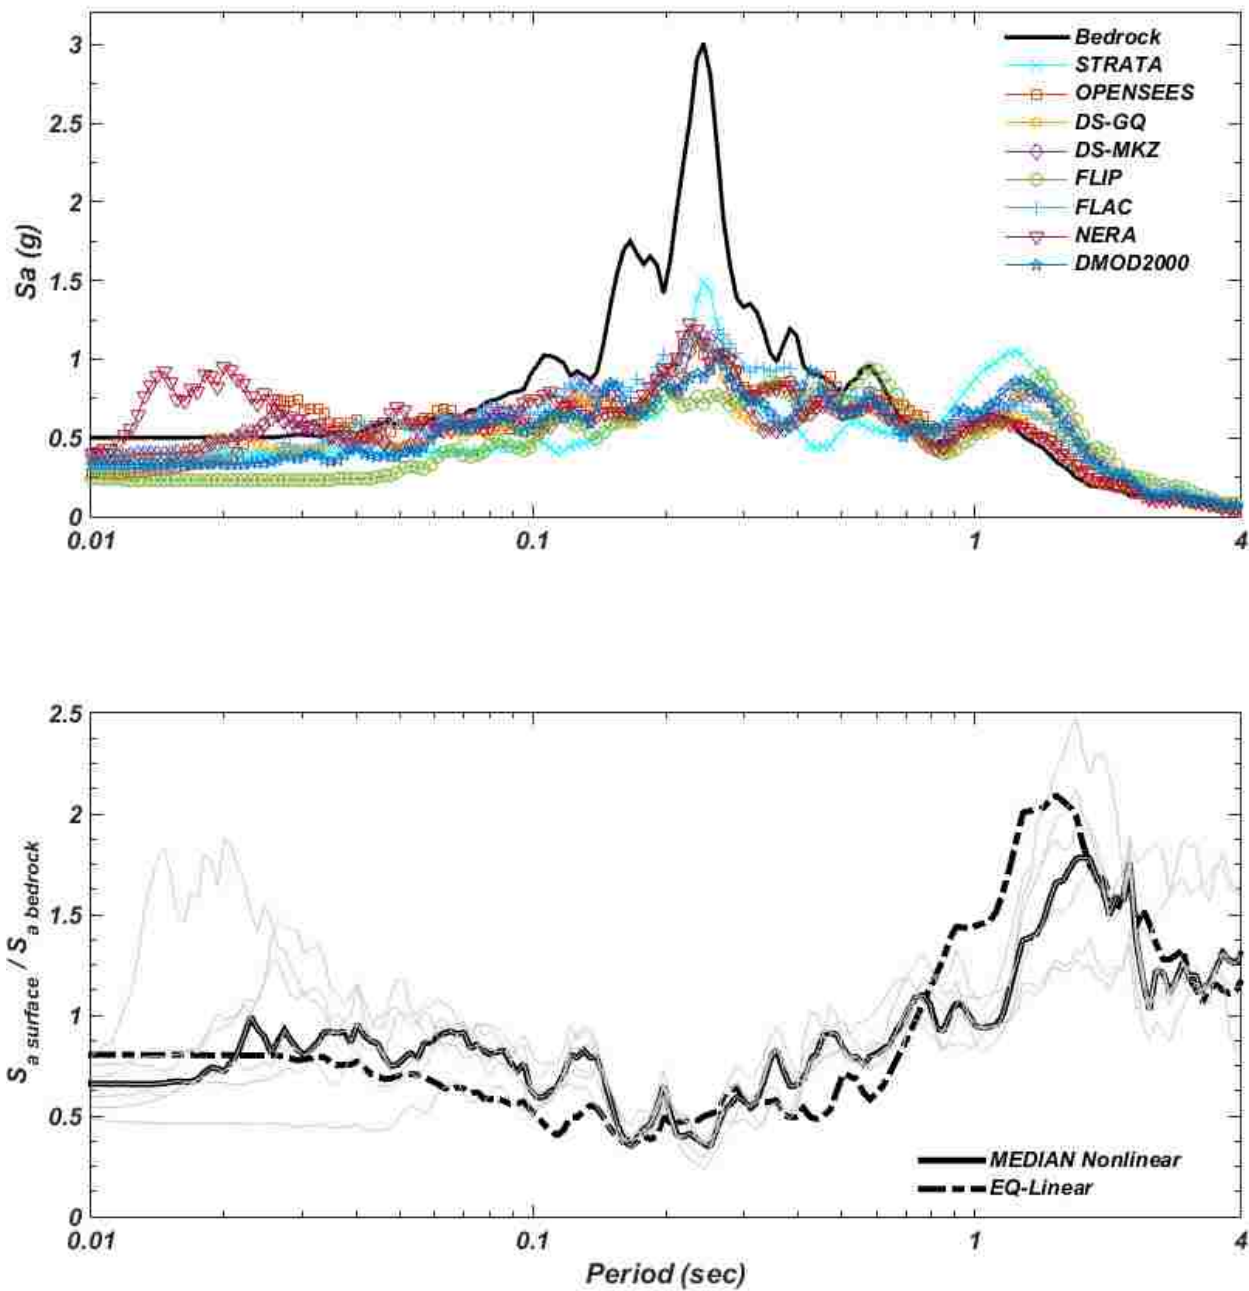 3
2.5
2
1.5
1
0.5
0
Sa (g)
0.01
0.1
1
4
Bedrock
STRATA
OPENSEES
DS-GQ
DS-MKZ
FLIP
FLAC
NERA
DMOD2000
2.5
2
1.5
1
0.5
0
S a surface / S a bedrock
0.01
0.1
1
4
Period (sec)
MEDIAN Nonlinear
EQ-Linear